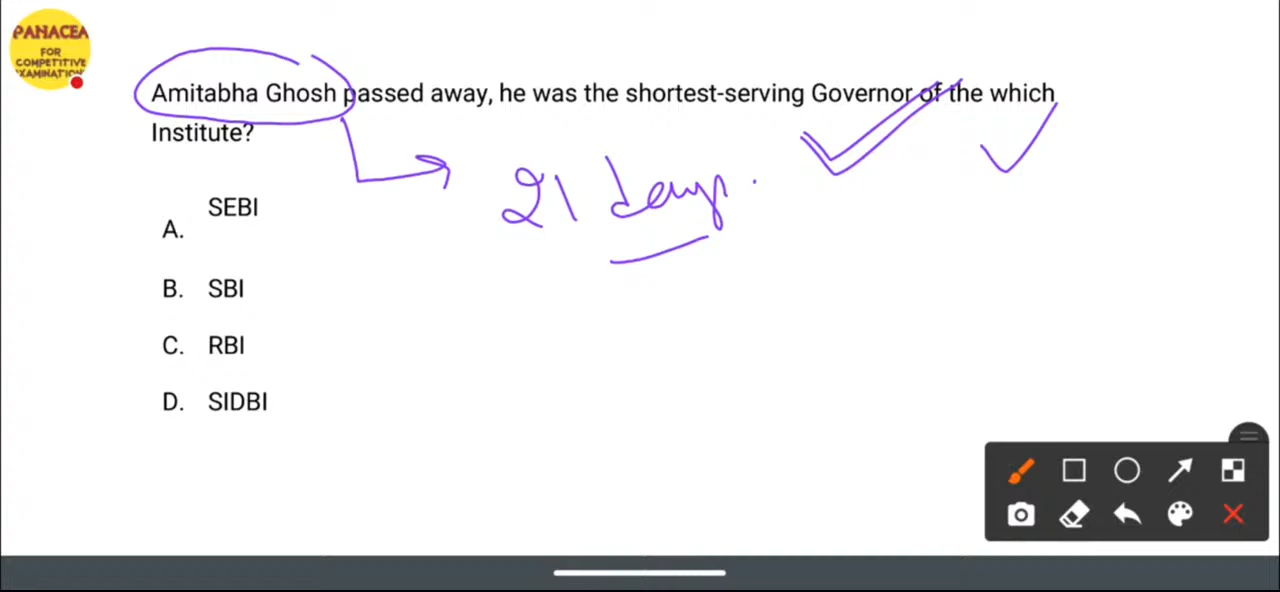 PANACEA
FOR
COMPETITIVE
EXAMINATION
Amitabha Ghosh passed away, he was the shortest-serving Governor of the which
Institute?
21 days.
A. SEBI
B. SBI
C. RBI
D. SIDBI